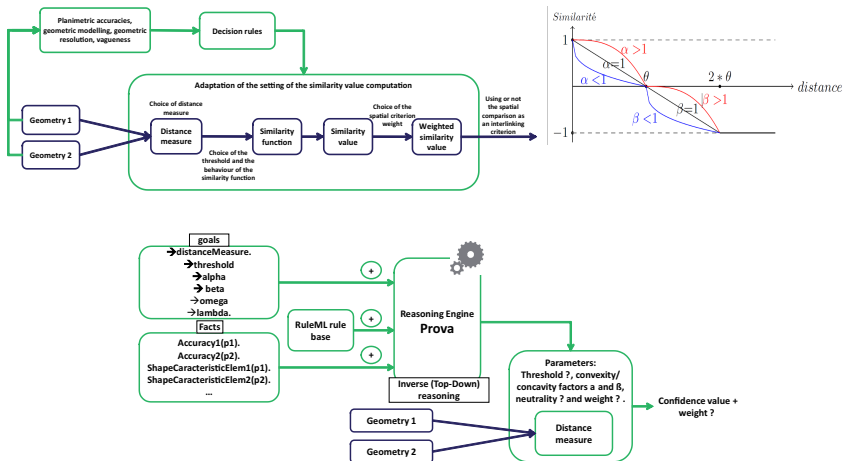 Planimetric accuracies,
geometric modelling, geometric
resolution, vagueness
Decision rules
Adaptation of the setting of the similarity value computation
Geometry 1
Geometry 2
Choice of distance
measure
Distance
measure
Choice of the
threshold and the
behaviour of the
similarity function
Similarity
function
Similarity
value
Choice of the
spatial criterion
weight
Weighted
similarity
value
Using or not
the spatial
comparison as
an interlinking
criterion
Similarité
1
α >1
α=1
α <1
θ
2 * θ
distance
β >1
β=1
β <1
−1
goals
➔distanceMeasure.
➔threshold
➔alpha
➔ beta
→omega
→lambda.
Facts
Accuracy1(p1).
Accuracy2(p2).
ShapeCaracteristicElem1(p1).
ShapeCaracteristicElem2(p2).
...
+
RuleML rule
base
+
+
Reasoning Engine
Prova
Inverse (Top-Down)
reasoning
Geometry 1
Geometry 2
Parameters:
Threshold ?, convexity/
concavity factors a and ß,
neutrality ? and weight ? .
Distance
measure
Confidence value +
weight ?